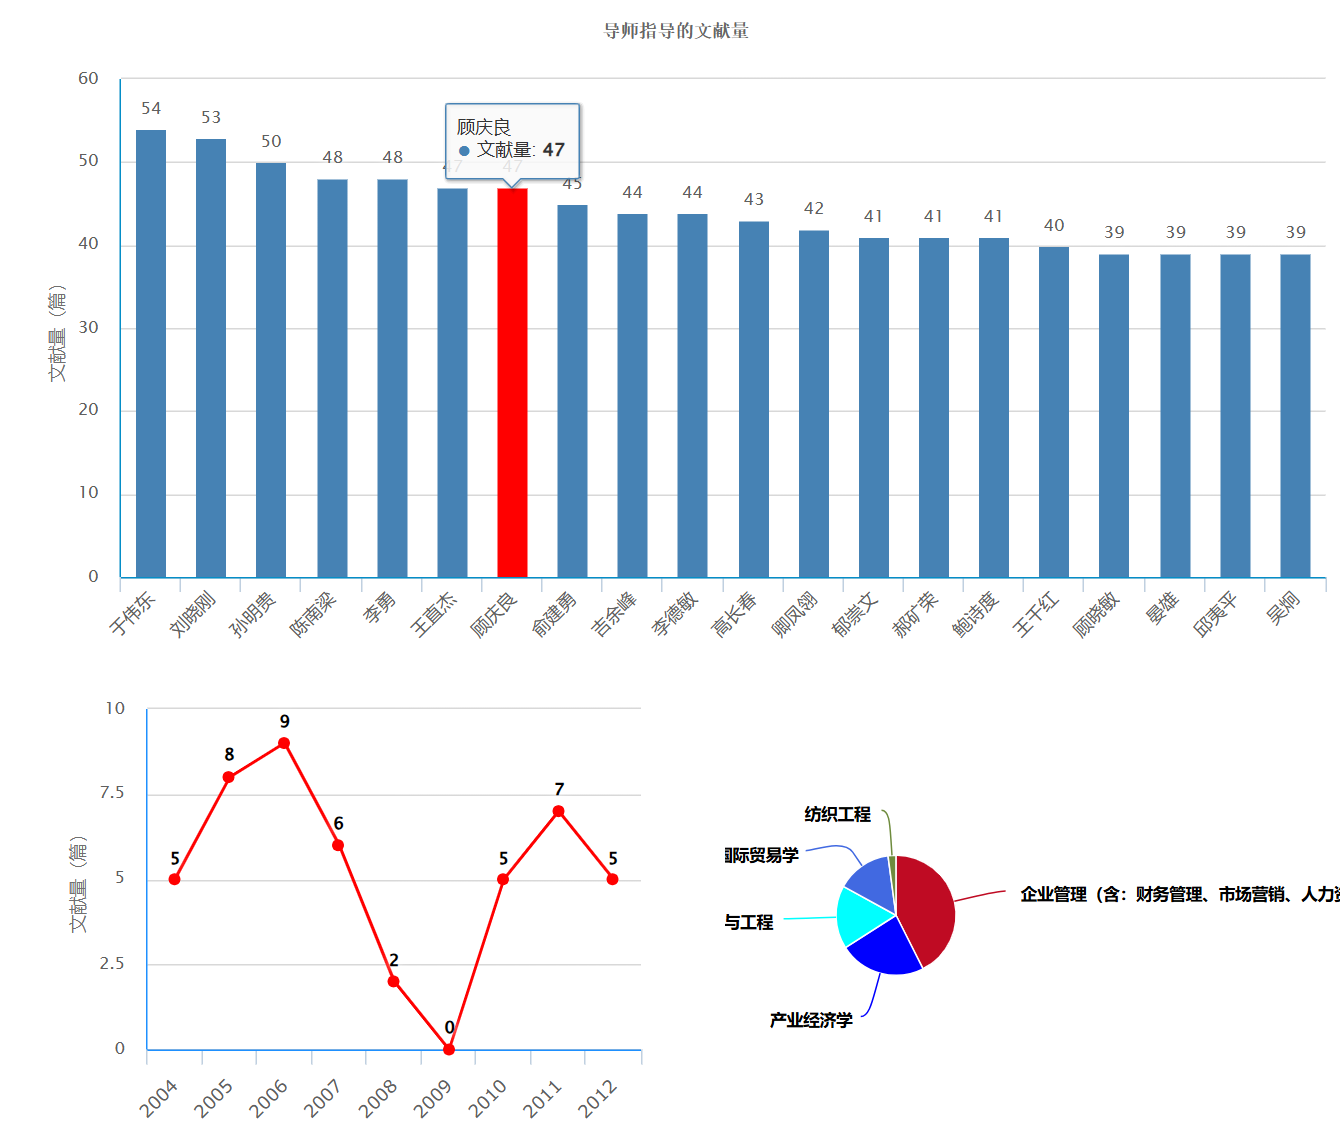 导师指导的文献量
文献量（篇）
60
50
40
30
20
10
0
54
53
50
48
48
47
47
45
44
44
43
42
41
41
41
40
39
39
39
39
顾庆良
文献量: 47
于伟东
刘晓刚
孙明贵
陈南梁
李勇
王直杰
顾庆良
俞建勇
吉余峰
李德敏
高长春
卿凤翎
郁崇文
郝矿荣
鲍诗度
王千红
顾晓敏
晏雄
邱夷平
吴炯
文献量（篇）
10
7.5
5
2.5
0
5
8
9
6
2
0
5
7
5
2004
2005
2006
2007
2008
2009
2010
2011
2012
纺织工程
国际贸易学
与工程
产业经济学
企业管理（含：财务管理、市场营销、人力资